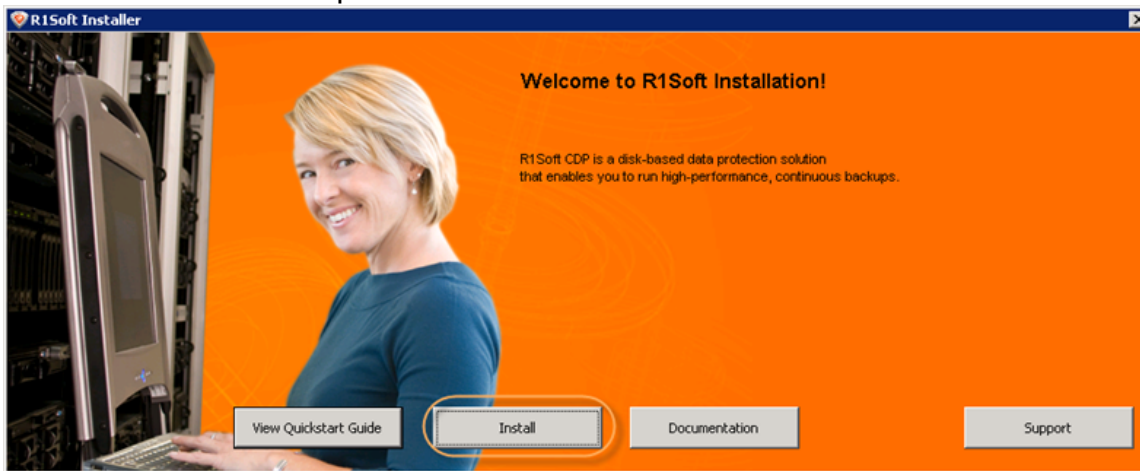 R1Soft Installer
Welcome to R1Soft Installation!
R1Soft CDP is a disk-based data protection solution
that enables you to run high-performance, continuous backups.
View Quickstart Guide
Install
Documentation
Support